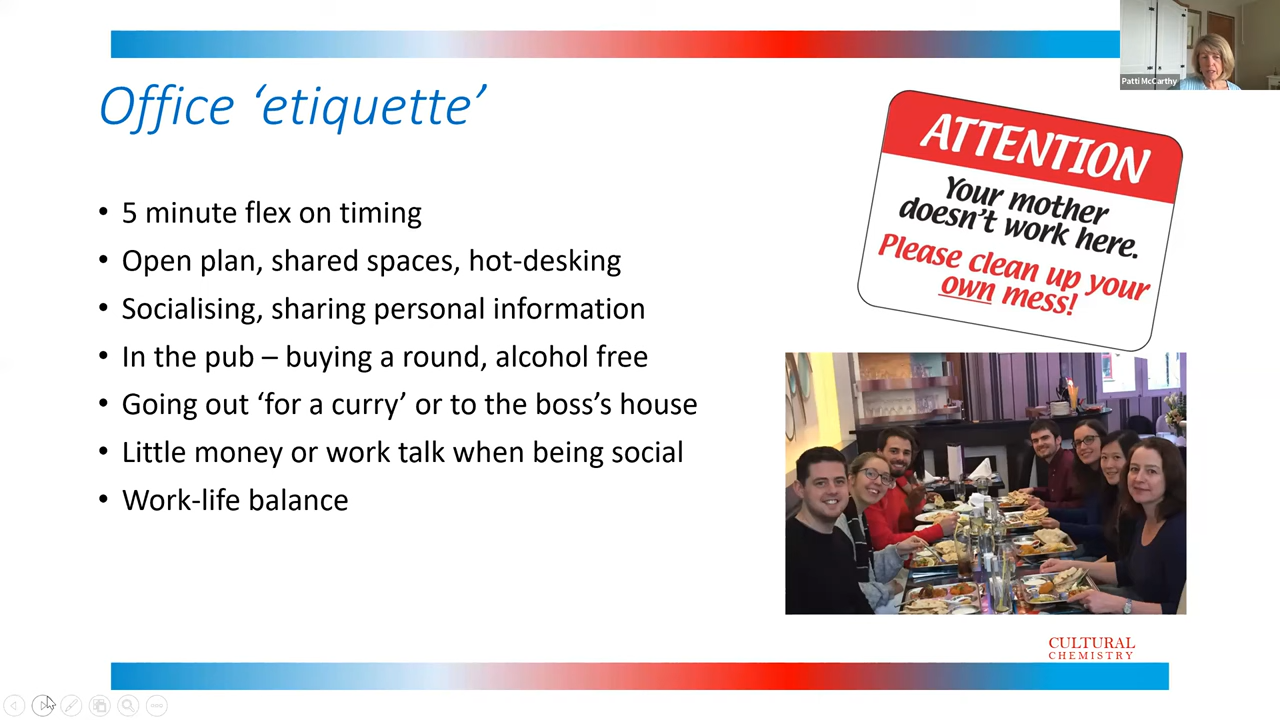 Patti McCarthy
Office ‘etiquette’
• 5 minute flex on timing
• Open plan, shared spaces, hot-desking
• Socialising, sharing personal information
• In the pub – buying a round, alcohol free
• Going out ‘for a curry’ or to the boss’s house
• Little money or work talk when being social
• Work-life balance
ATTENTION
Your mother
doesn’t work here.
Please clean up your
own mess!
CULTURAL
CHEMISTRY